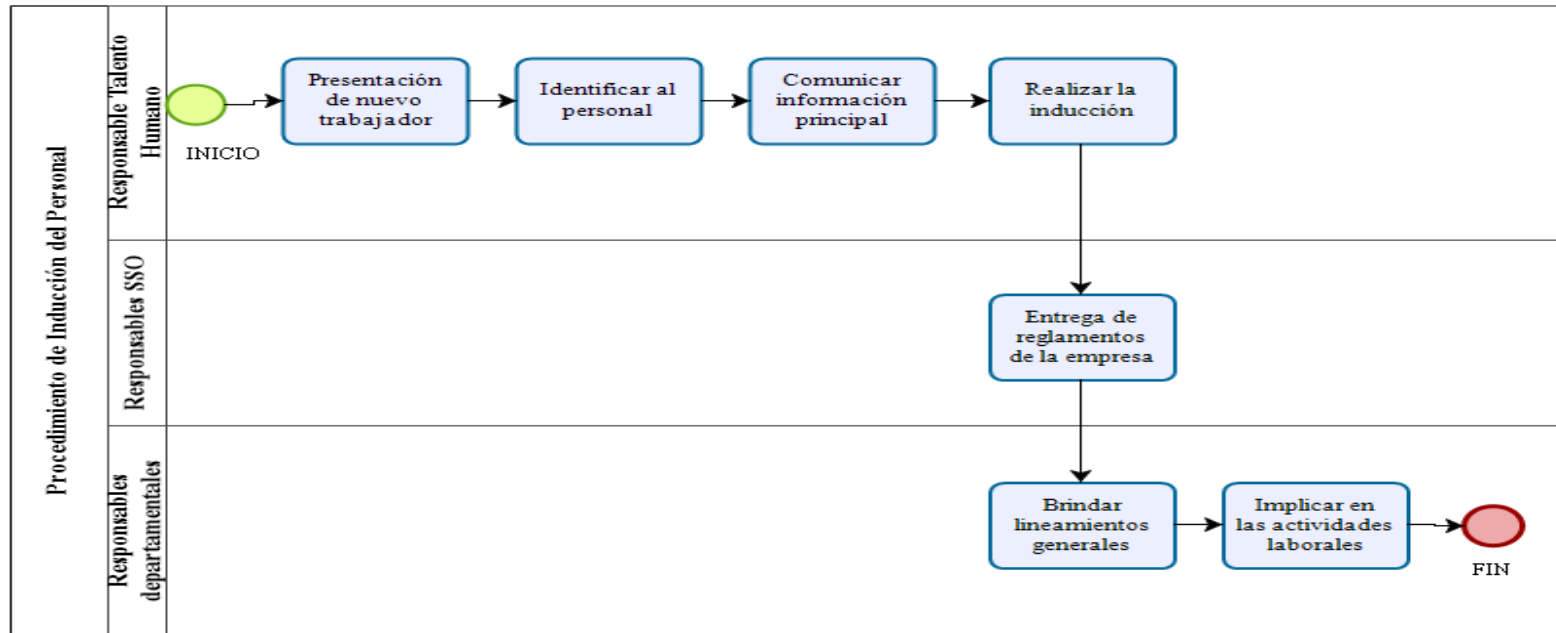 Procedimiento de Inducción del Personal
Responsable Talento
Humano
INICIO
Presentación
de nuevo
trabajador
Identificar al
personal
Comunicar
información
principal
Realizar la
inducción
Responsables SSO
Entrega de
reglamentos
de la empresa
Responsables
departamentales
Brindar
lineamientos
generales
Implicar en
las actividades
laborales
FIN